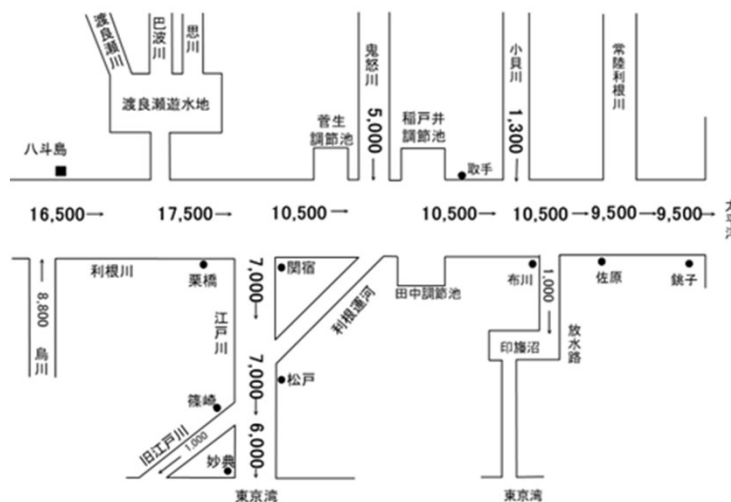 渡良瀬川
巴波川
思川
鬼怒川
5,000
小貝川
1,300
常陸利根川
渡良瀬遊水地
菅生
調節池
稲戸井
調節池
八斗島
取手
16,500→
17,500→
10,500→
10,500→
10,500→
9,500→
9,500→
太平洋
8,800
烏川
利根川
栗橋
7,000→
関宿
利根運河
田中調節池
布川
1,000
佐原
銚子
江戸川
7,000→
松戸
印旛沼
放水路
篠崎
旧江戸川
1,000
6,000→
妙典
東京湾
東京湾